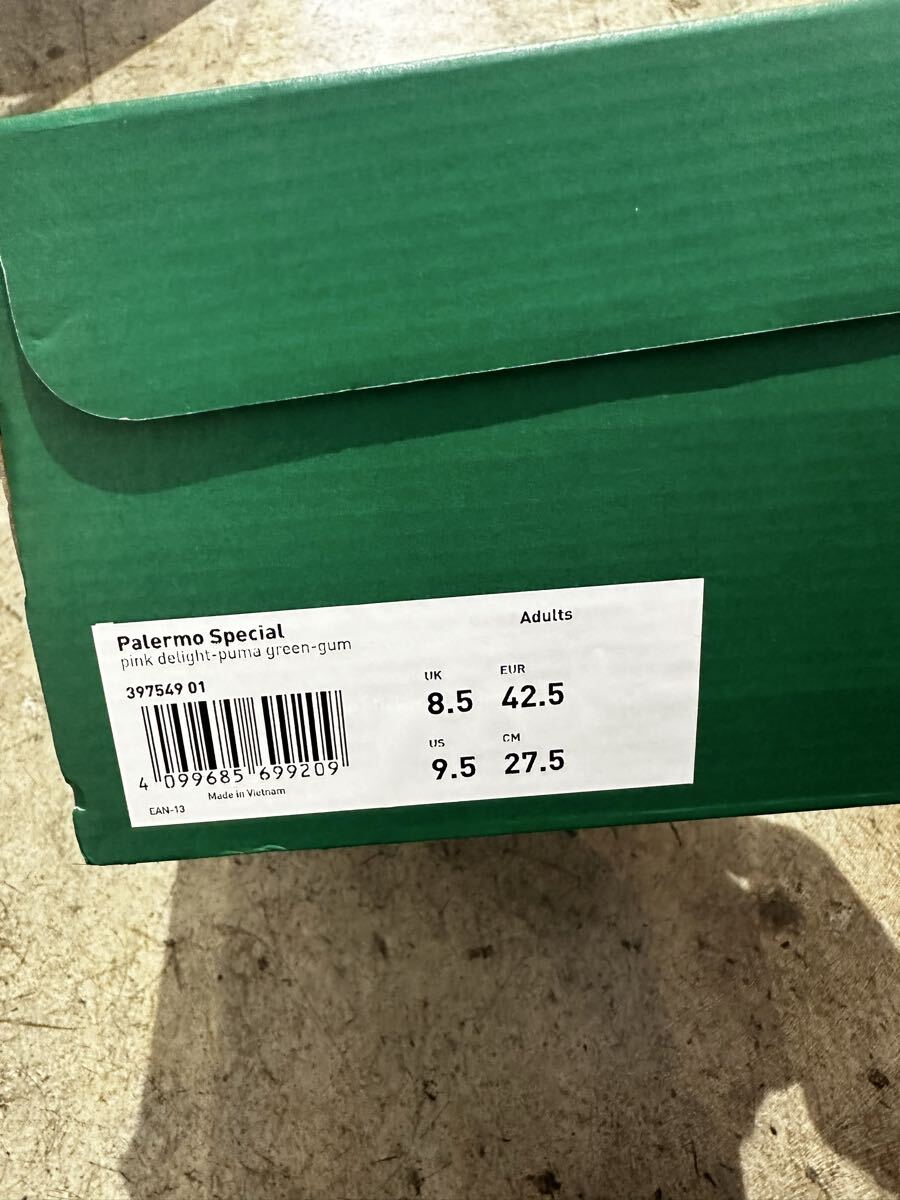 Palermo Special
pink delight-puma green-gum
397549 01
4 099685 699209
EAN-13
Made in Vietnam
Adults
UK EUR
8.5 42.5
US CM
9.5 27.5